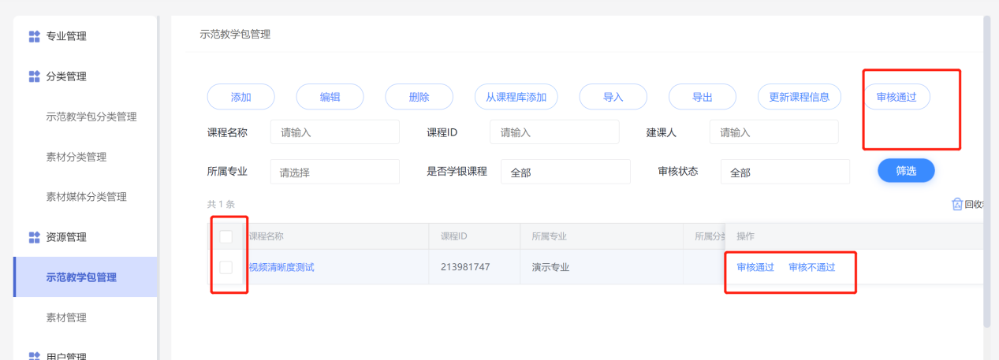 专业管理
分类管理
示范教学包分类管理
素材分类管理
素材媒体分类管理
资源管理
示范教学包管理
素材管理
用户管理
示范教学包管理
添加 编辑 删除 从课程库添加 导入 导出 更新课程信息 审核通过
课程名称 请输入 课程ID 请输入 建课人 请输入
所属专业 请选择 是否学银课程 全部 审核状态 全部 筛选
共 1 条 回收
课程名称 课程ID 所属专业 所属分 操作
视频清晰度测试 213981747 演示专业 审核通过 审核不通过